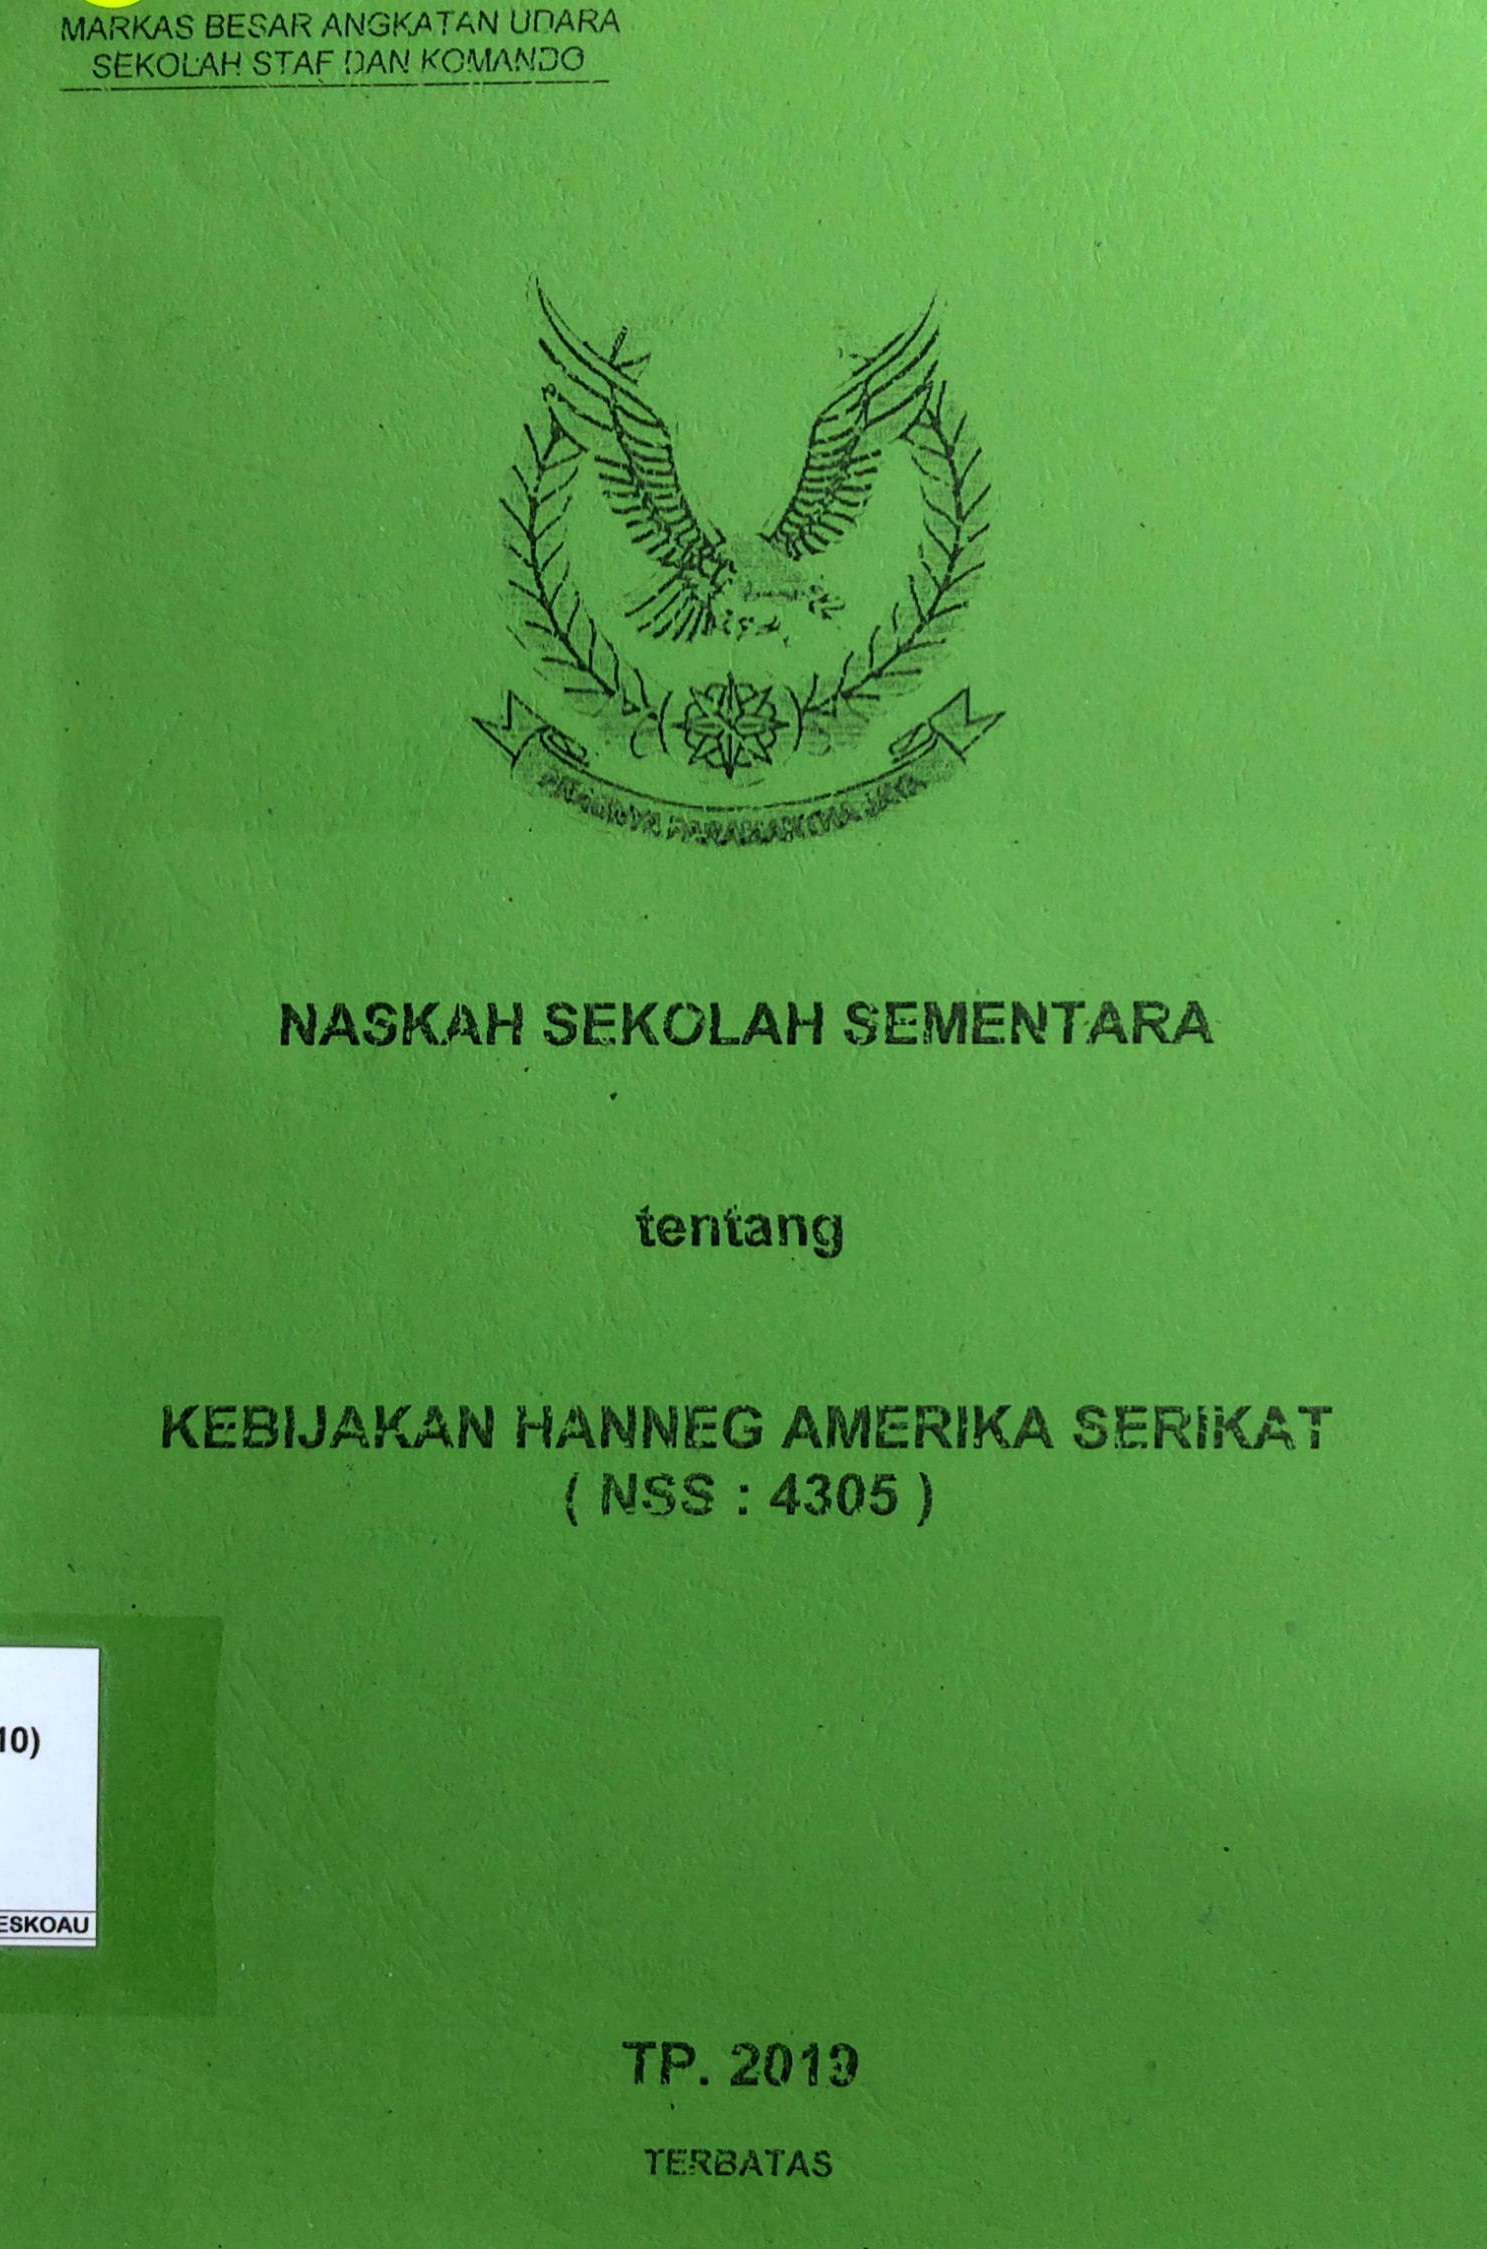 MARKAS BESAR ANGKATAN UDARA
SEKOLAH STAF DAN KOMANDO
JAYA
NASKAH SEKOLAH SEMENTARA
tentang
KEBIJAKAN HANNEG AMERIKA SERIKAT
( NSS : 4305 )
10)
ESKOAU
TP. 2019
TERBATAS